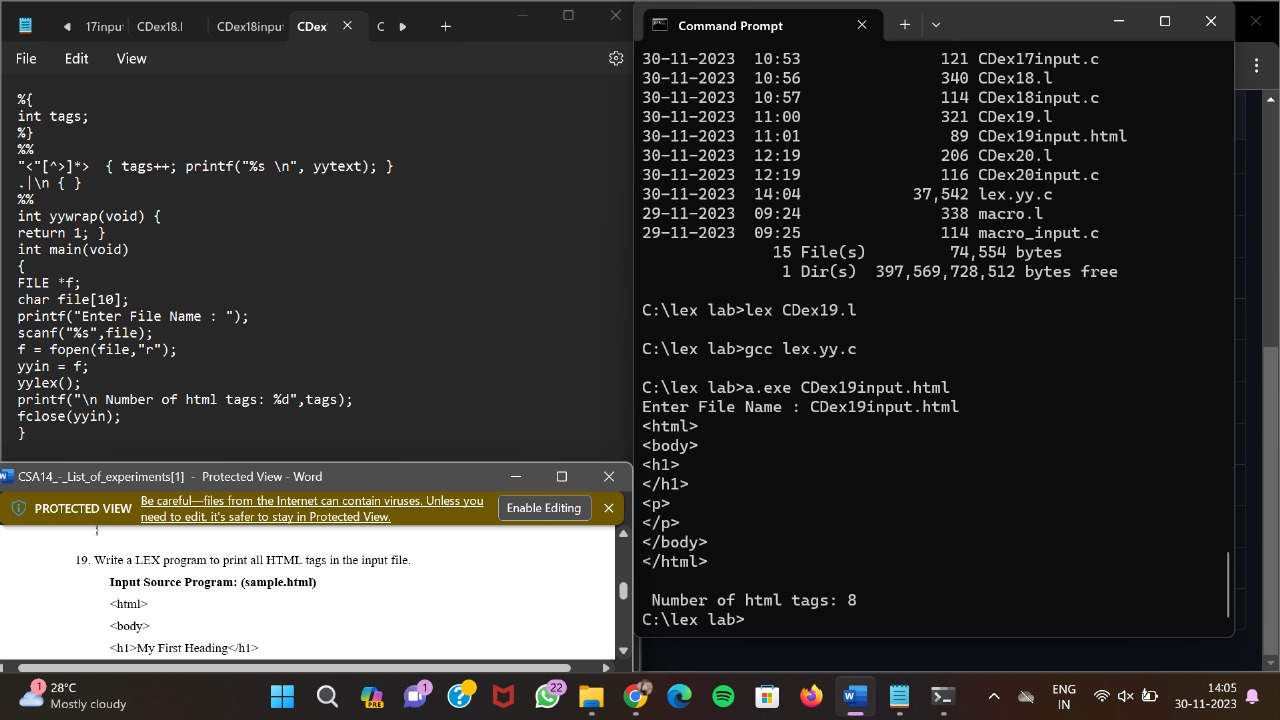 17inpu
CDex18.l
CDex18inpu
CDex
C
File
Edit
View
%{
int tags;
%}
%%
"<"[^>]*>  { tags++; printf("%s \n", yytext); }
.|\n { }
%%
int yywrap(void) {
return 1; }
int main(void)
{
FILE *f;
char file[10];
printf("Enter File Name : ");
scanf("%s",file);
f = fopen(file,"r");
yyin = f;
yylex();
printf("\n Number of html tags: %d",tags);
fclose(yyin);
}
CSA14_-_List_of_experiments[1]  -  Protected View - Word
PROTECTED VIEW
Be careful—files from the Internet can contain viruses. Unless you
need to edit, it's safer to stay in Protected View.
Enable Editing
}
19. Write a LEX program to print all HTML tags in the input file.
Input Source Program: (sample.html)
<html>
<body>
<h1>My First Heading</h1>
Command Prompt
30-11-2023  10:53               121 CDex17input.c
30-11-2023  10:56               340 CDex18.l
30-11-2023  10:57               114 CDex18input.c
30-11-2023  11:00               321 CDex19.l
30-11-2023  11:01                89 CDex19input.html
30-11-2023  12:19               206 CDex20.l
30-11-2023  12:19               116 CDex20input.c
30-11-2023  14:04            37,542 lex.yy.c
29-11-2023  09:24               338 macro.l
29-11-2023  09:25               114 macro_input.c
15 File(s)         74,554 bytes
1 Dir(s)  397,569,728,512 bytes free
C:\lex lab>lex CDex19.l
C:\lex lab>gcc lex.yy.c
C:\lex lab>a.exe CDex19input.html
Enter File Name : CDex19input.html
<html>
<body>
<h1>
</h1>
<p>
</p>
</body>
</html>
Number of html tags: 8
C:\lex lab>
1
28°C
Mostly cloudy
PRE
1
22
ENG
IN
14:05
30-11-2023